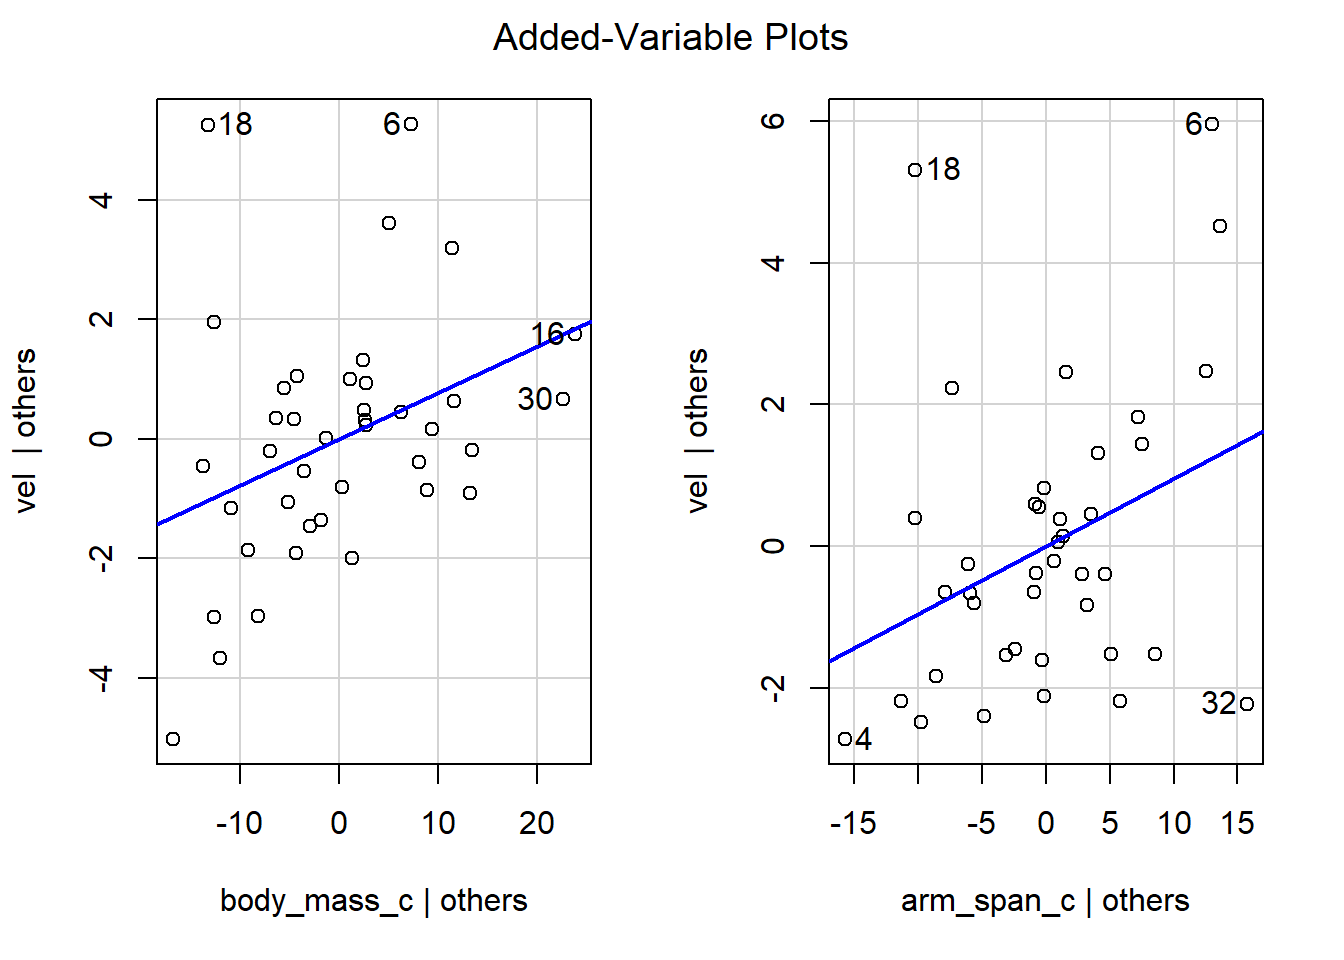 Added-Variable Plots
18
6
16
30
4
2
0
-2
-4
vel | others
-10 0 10 20
body_mass_c | others
6
18
32
4
6
4
2
0
-2
vel | others
-15 -5 0 5 10 15
arm_span_c | others